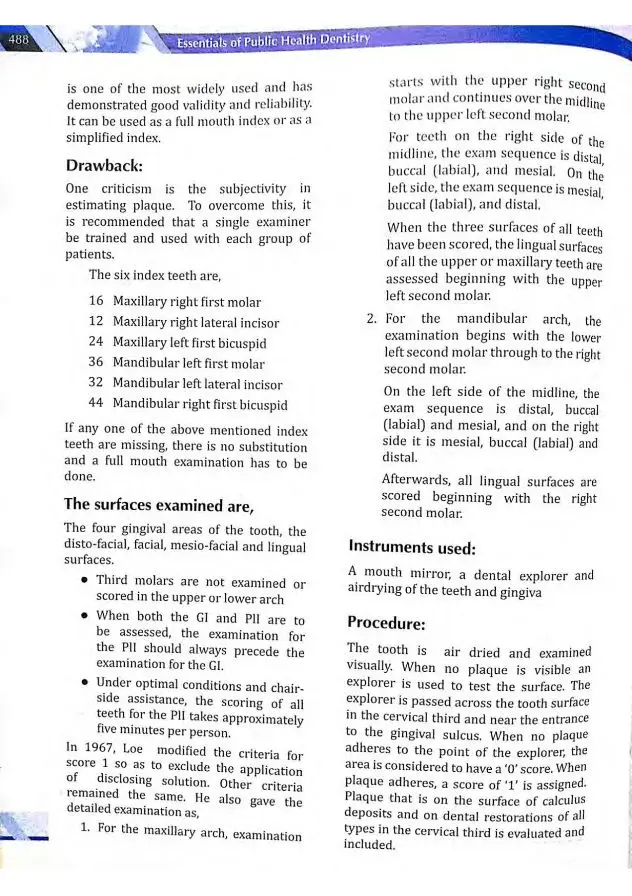 488
Essentials of Public Health Dentistry
is one of the most widely used and has
demonstrated good validity and reliability.
It can be used as a full mouth index or as a
simplified index.
Drawback:
One criticism is the subjectivity in
estimating plaque. To overcome this, it
is recommended that a single examiner
be trained and used with each group of
patients.
The six index teeth are,
16 Maxillary right first molar
12 Maxillary right lateral incisor
24 Maxillary left first bicuspid
36 Mandibular left first molar
32 Mandibular left lateral incisor
44 Mandibular right first bicuspid
If any one of the above mentioned index
teeth are missing, there is no substitution
and a full mouth examination has to be
done.
The surfaces examined are,
The four gingival areas of the tooth, the
disto-facial, facial, mesio-facial and lingual
surfaces.
• Third molars are not examined or
scored in the upper or lower arch
• When both the GI and PlI are to
be assessed, the examination for
the PlI should always precede the
examination for the GI.
• Under optimal conditions and chair-
side assistance, the scoring of all
teeth for the PlI takes approximately
five minutes per person.
In 1967, Loe modified the criteria for
score 1 so as to exclude the application
of disclosing solution. Other criteria
remained the same. He also gave the
detailed examination as,
1. For the maxillary arch, examination
starts with the upper right second
molar and continues over the midline
to the upper left second molar.
For teeth on the right side of the
midline, the exam sequence is distal,
buccal (labial), and mesial. On the
left side, the exam sequence is mesial,
buccal (labial), and distal.
When the three surfaces of all teeth
have been scored, the lingual surfaces
of all the upper or maxillary teeth are
assessed beginning with the upper
left second molar.
2. For the mandibular arch, the
examination begins with the lower
left second molar through to the right
second molar.
On the left side of the midline, the
exam sequence is distal, buccal
(labial) and mesial, and on the right
side it is mesial, buccal (labial) and
distal.
Afterwards, all lingual surfaces are
scored beginning with the right
second molar.
Instruments used:
A mouth mirror, a dental explorer and
airdrying of the teeth and gingiva
Procedure:
The tooth is air dried and examined
visually. When no plaque is visible an
explorer is used to test the surface. The
explorer is passed across the tooth surface
in the cervical third and near the entrance
to the gingival sulcus. When no plaque
adheres to the point of the explorer, the
area is considered to have a '0' score. When
plaque adheres, a score of '1' is assigned.
Plaque that is on the surface of calculus
deposits and on dental restorations of all
types in the cervical third is evaluated and
included.